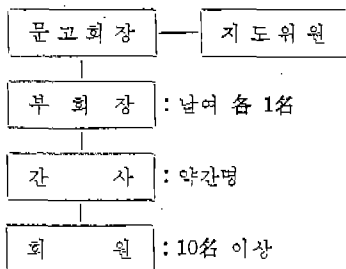 문고회장 지도위원
부회장 : 남여 各 1名
간사 : 약간명
회원 : 10名 이상